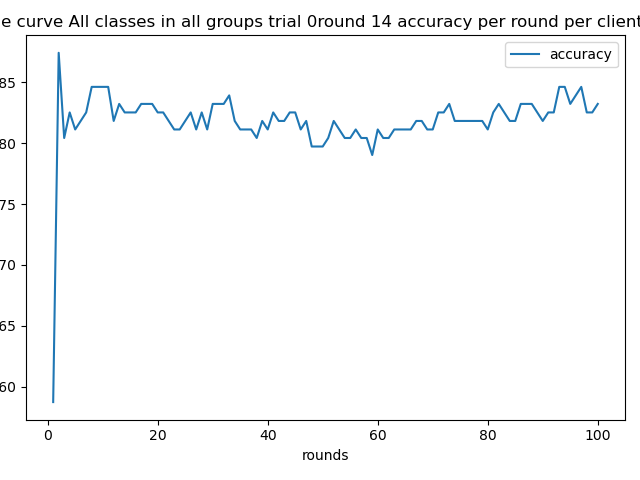 e curve All classes in all groups trial 0round 14 accuracy per round per client
accuracy
85
80
75
70
65
60
0 20 40 60 80 100
rounds